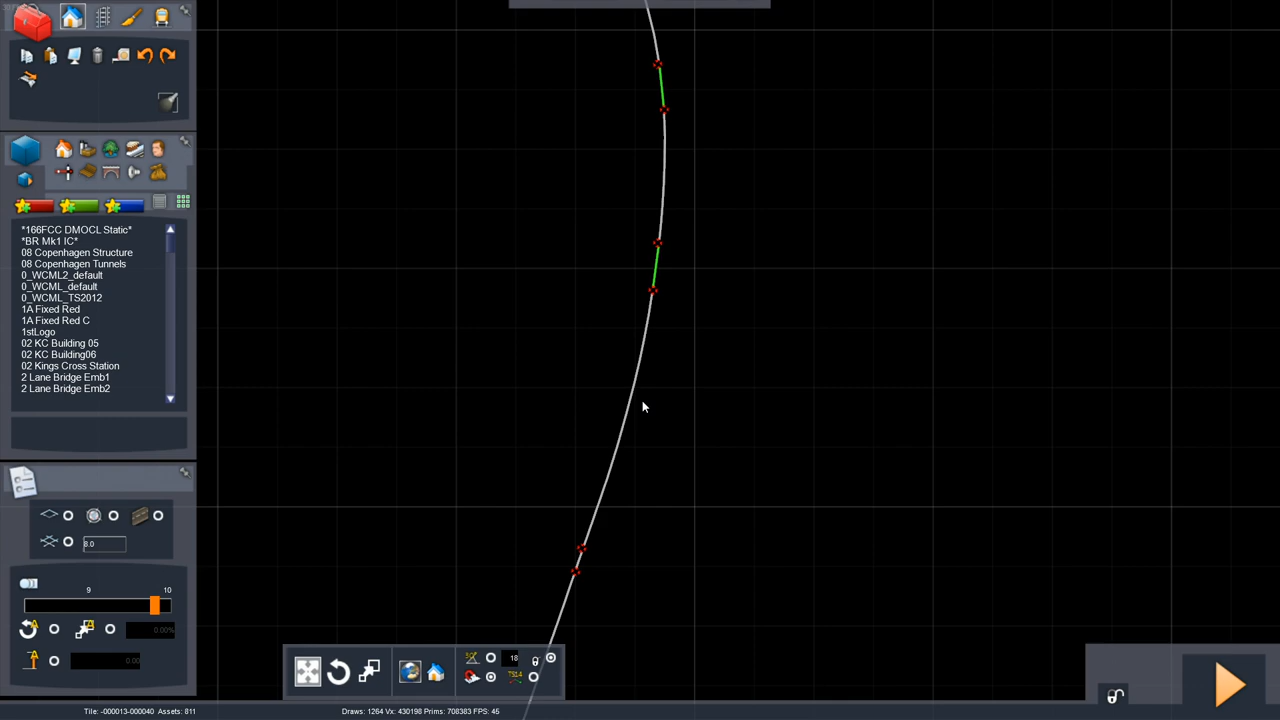 *166FCC DMOCL Static*
*BR Mk1 IC*
08 Copenhagen Structure
08 Copenhagen Tunnels
0_WCML2_default
0_WCML_default
0_WCML_TS2012
1A Fixed Red
1A Fixed Red C
1stLogo
02 KC Building 05
02 KC Building06
02 Kings Cross Station
2 Lane Bridge Emb1
2 Lane Bridge Emb2
8.0
9 10
0.00%
0.00
18
TS14
Tile: -000013-000040 Assets: 811
Draws: 1264 Vx: 430198 Prims: 708383 FPS: 45